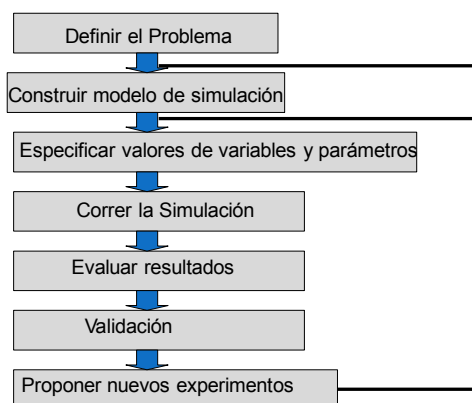 Definir el Problema
Construir modelo de simulación
Especificar valores de variables y parámetros
Correr la Simulación
Evaluar resultados
Validación
Proponer nuevos experimentos